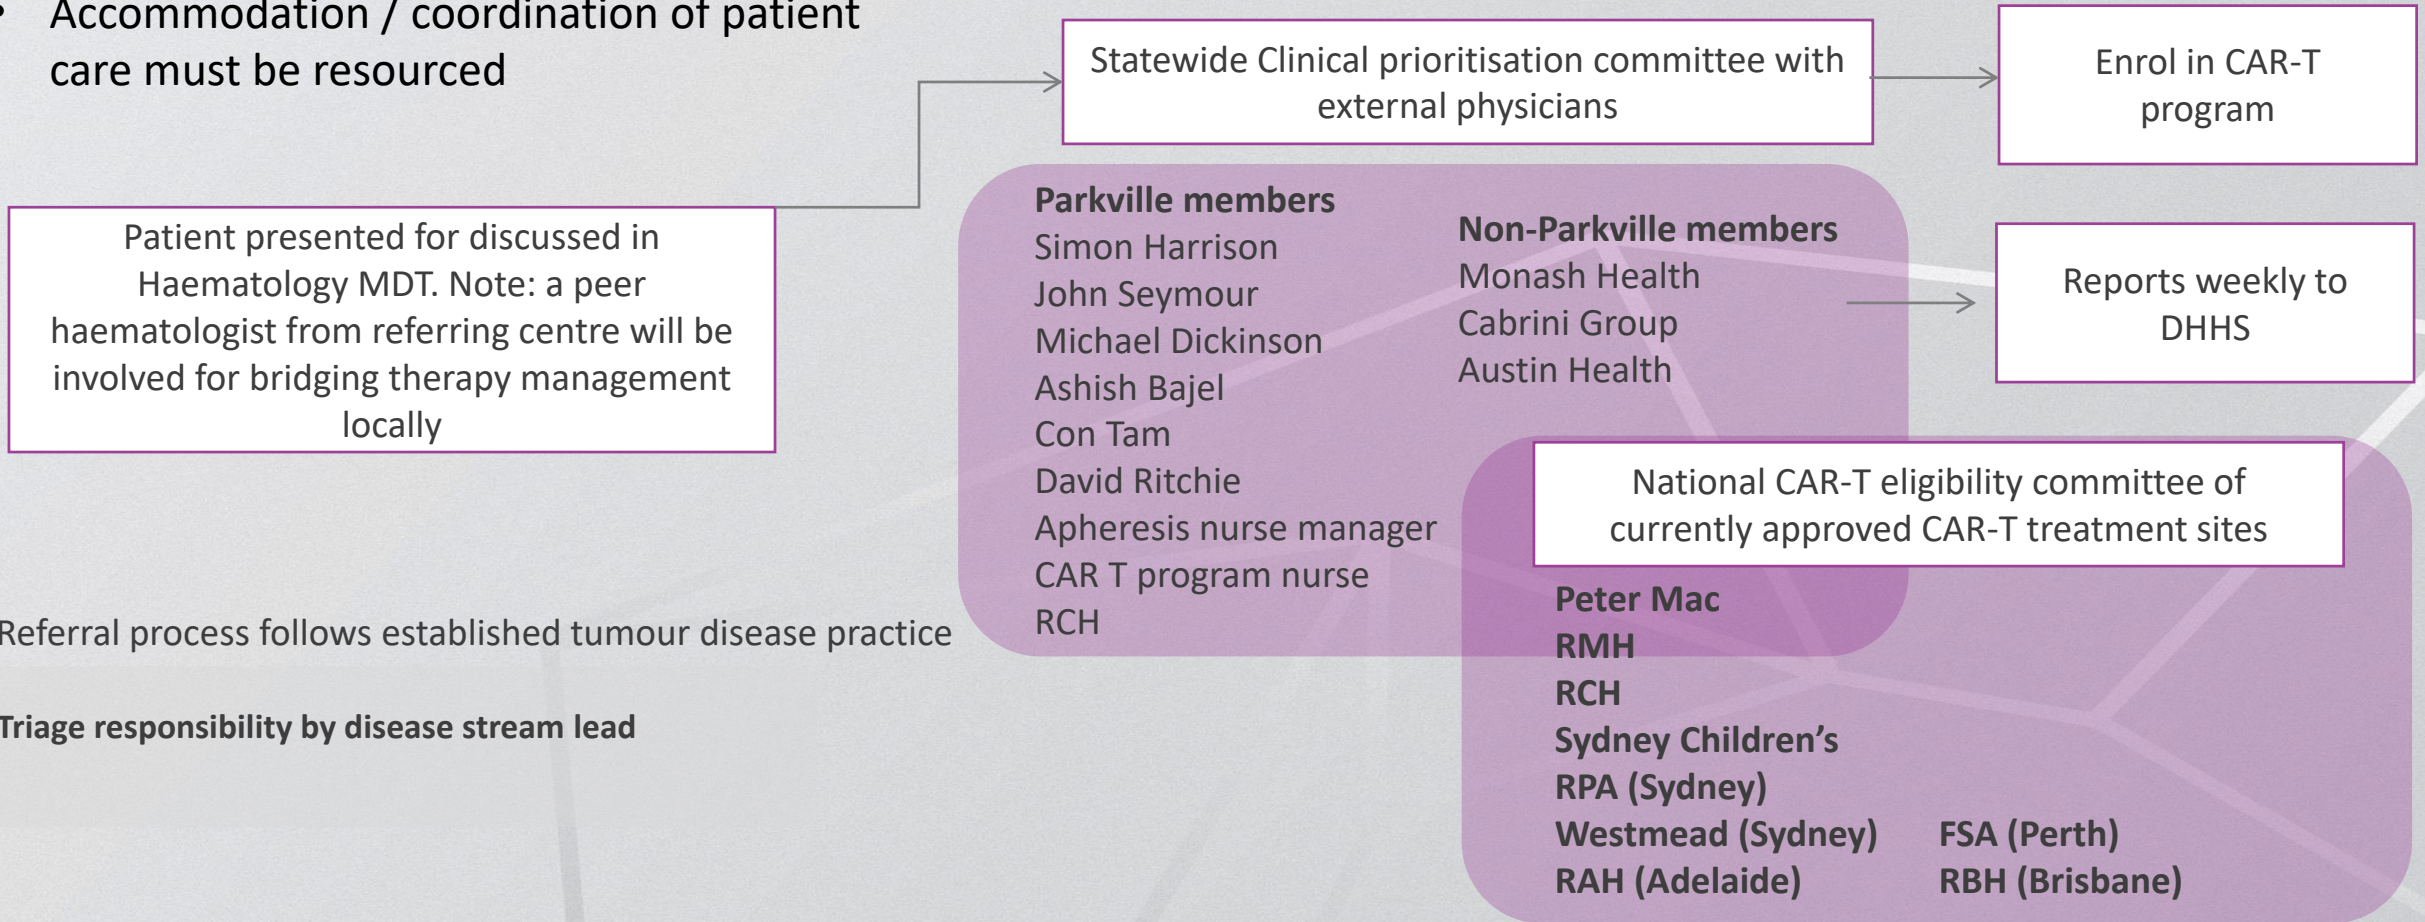 • Accommodation / coordination of patient
care must be resourced
Statewide Clinical prioritisation committee with
external physicians
Enrol in CAR-T
program
Patient presented for discussed in
Haematology MDT. Note: a peer
haematologist from referring centre will be
involved for bridging therapy management
locally
Parkville members
Simon Harrison
John Seymour
Michael Dickinson
Ashish Bajel
Con Tam
David Ritchie
Apheresis nurse manager
CAR T program nurse
RCH
Non-Parkville members
Monash Health
Cabrini Group
Austin Health
Reports weekly to
DHHS
National CAR-T eligibility committee of
currently approved CAR-T treatment sites
Peter Mac
RMH
RCH
Sydney Children’s
RPA (Sydney)
Westmead (Sydney)
RAH (Adelaide)
FSA (Perth)
RBH (Brisbane)
Referral process follows established tumour disease practice
Triage responsibility by disease stream lead